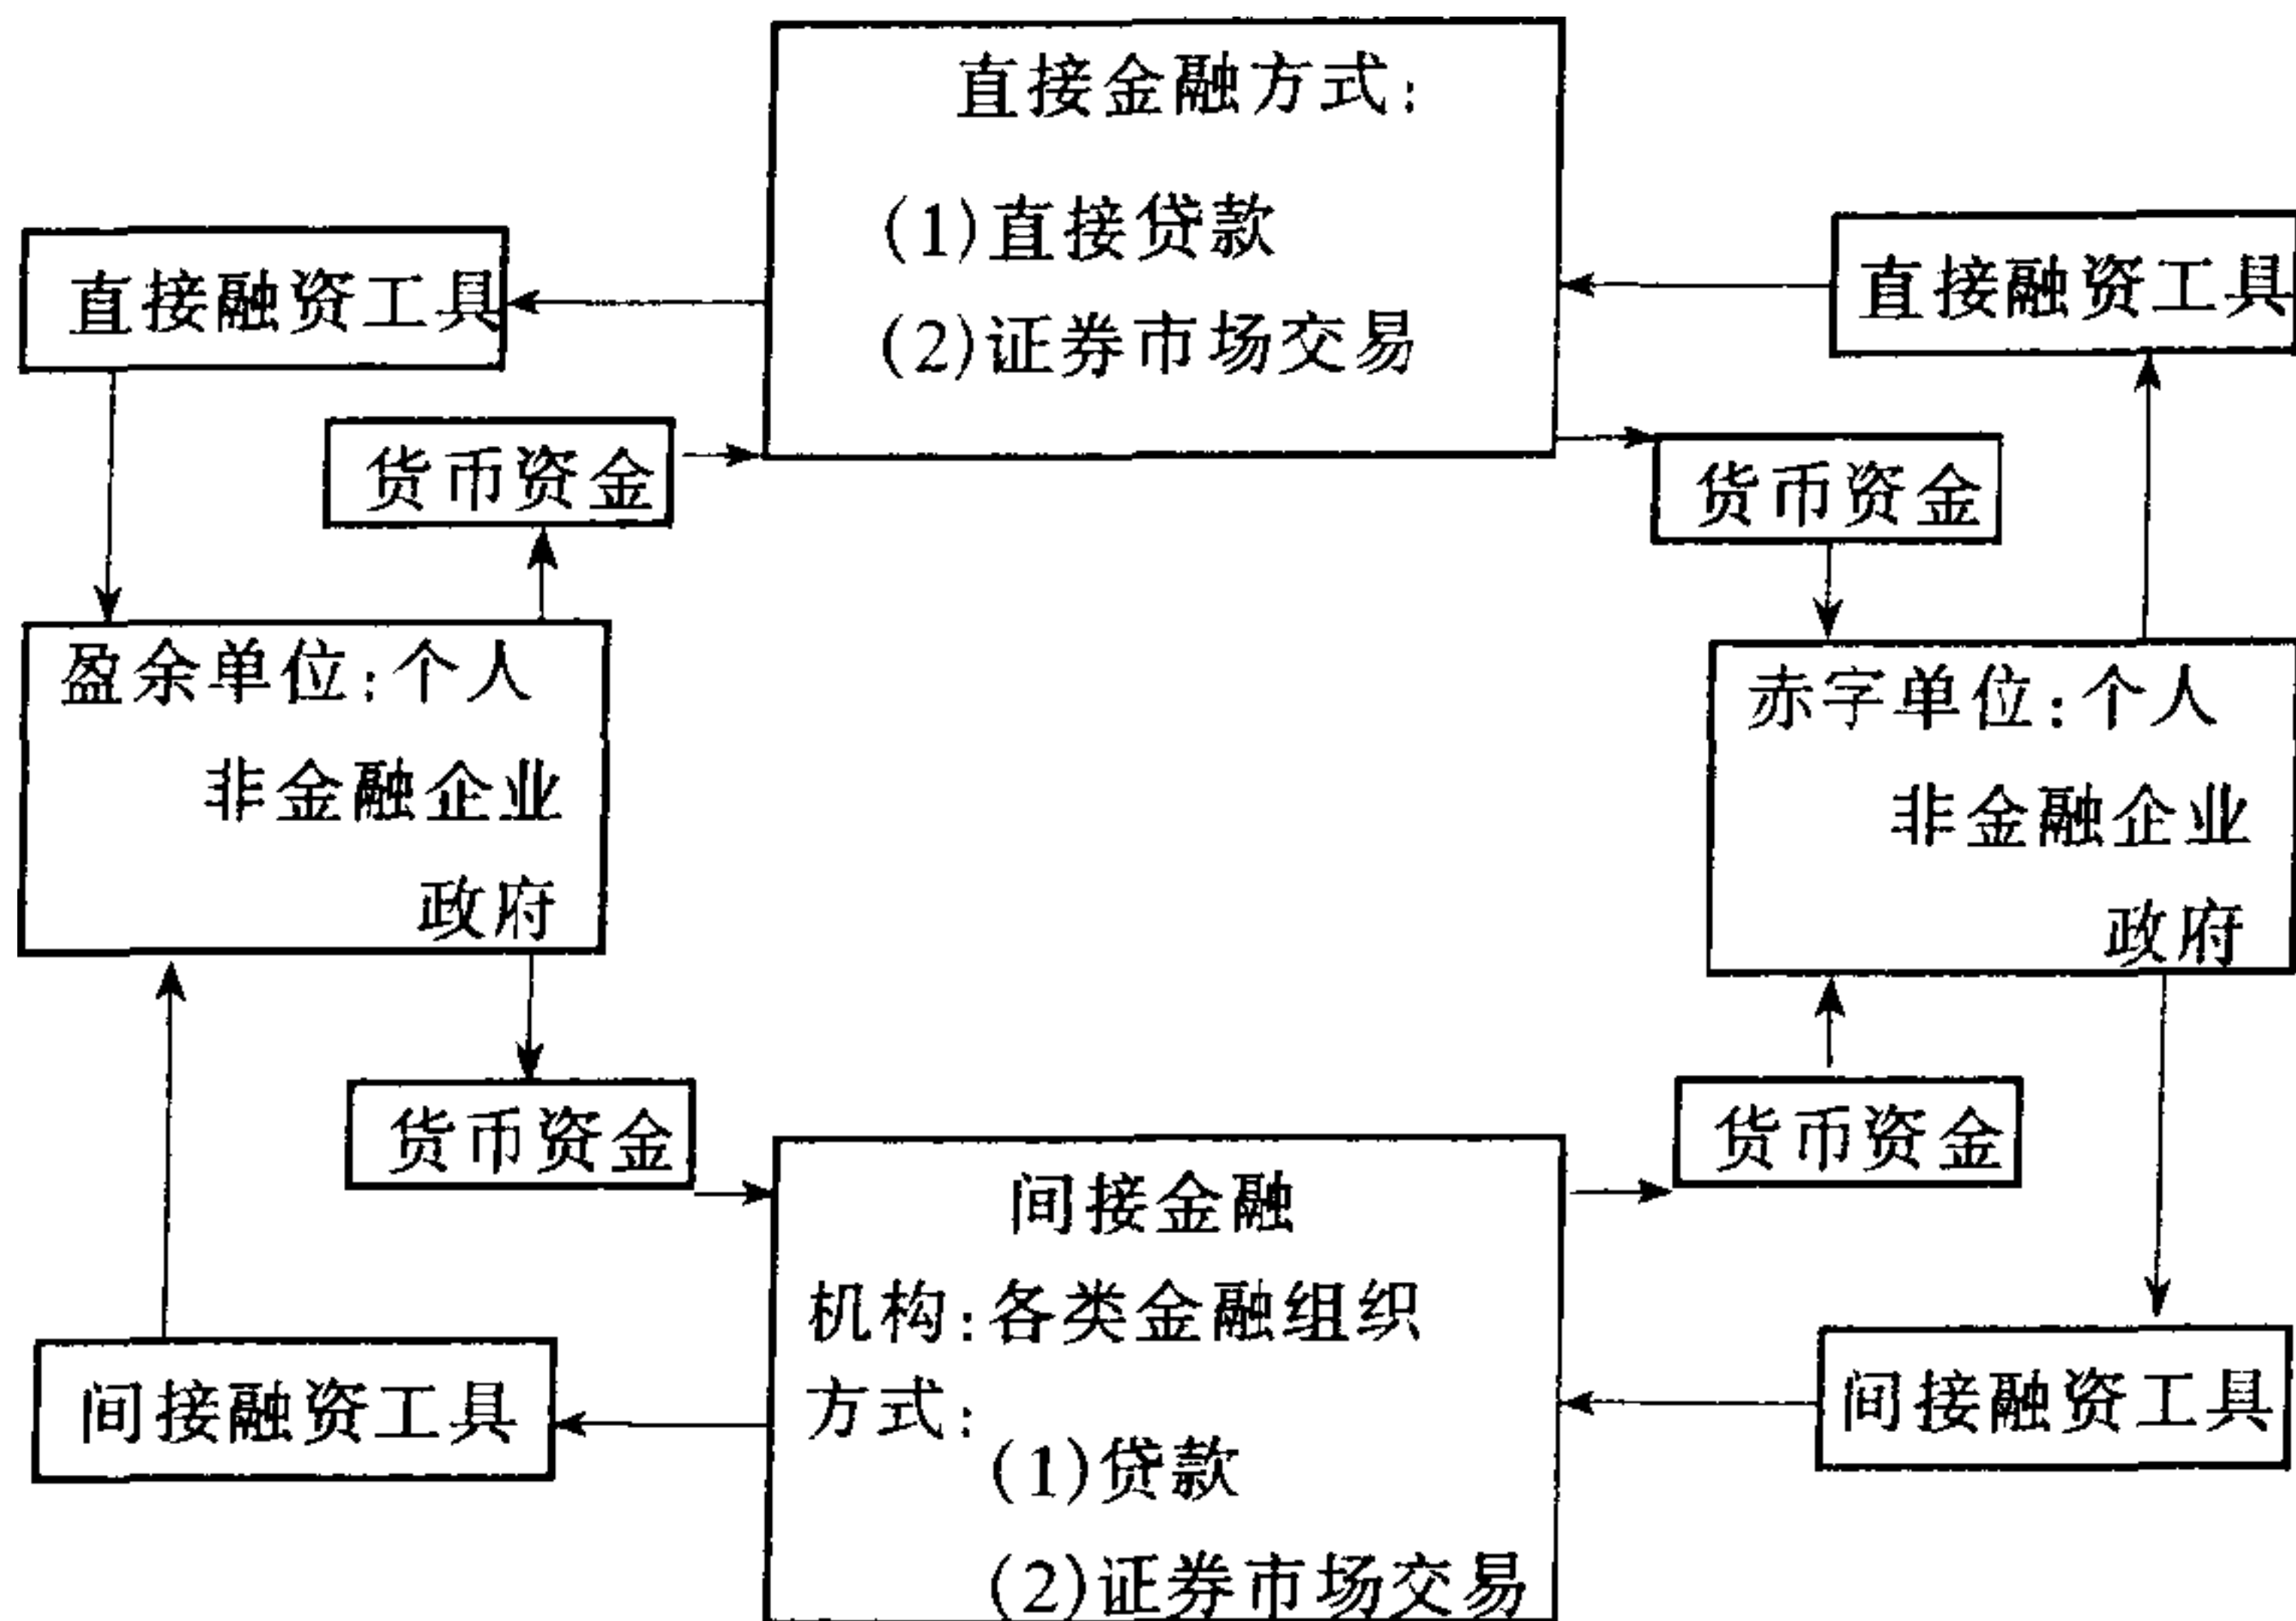 直接金融方式:
(1)直接贷款
(2)证券市场交易
直接融资工具
直接融资工具
货币资金
货币资金
盈余单位:个人
非金融企业
政府
赤字单位:个人
非金融企业
政府
货币资金
货币资金
间接金融
机构:各类金融组织
方式:
(1)贷款
(2)证券市场交易
间接融资工具
间接融资工具